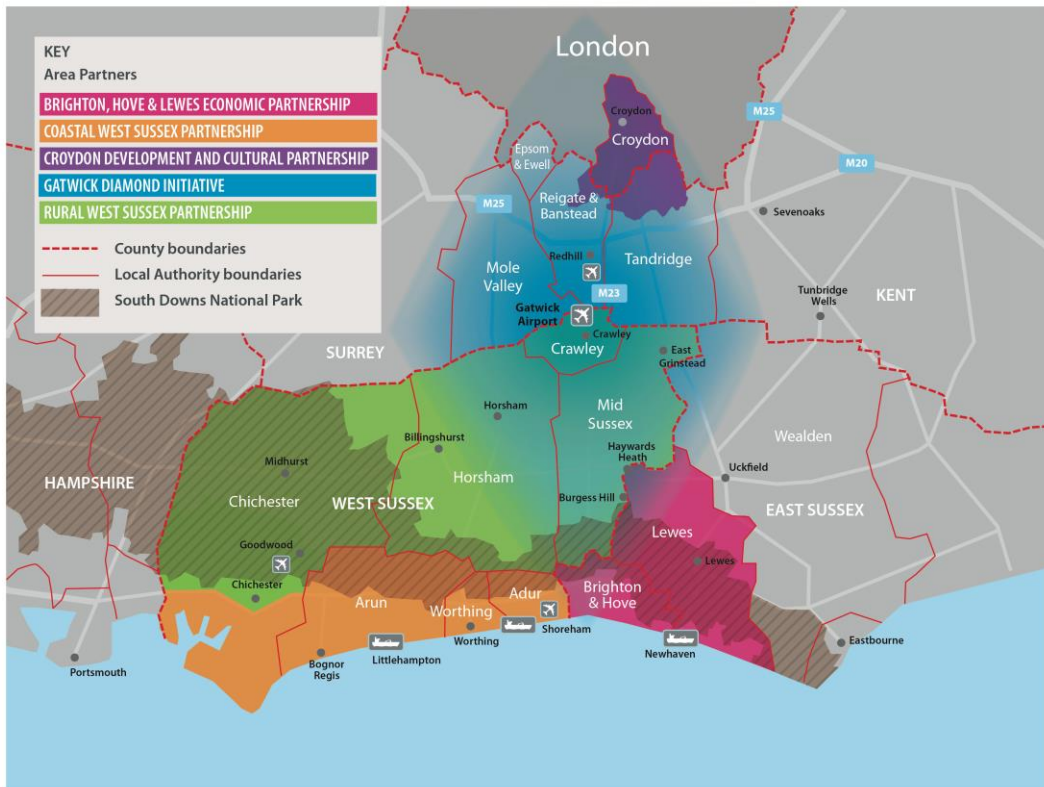 KEY
Area Partners
BRIGHTON, HOVE & LEWES ECONOMIC PARTNERSHIP
COASTAL WEST SUSSEX PARTNERSHIP
CROYDON DEVELOPMENT AND CULTURAL PARTNERSHIP
GATWICK DIAMOND INITIATIVE
RURAL WEST SUSSEX PARTNERSHIP
County boundaries
Local Authority boundaries
South Downs National Park
London
Croydon
Croydon
M25
M20
Epsom
& Ewell
Reigate &
Banstead
M25
Sevenoaks
Redhill
Mole
Valley
Tandridge
M23
Gatwick
Airport
Tunbridge
Wells
KENT
Crawley
Crawley
SURREY
East
Grinstead
Horsham
Mid
Sussex
Billingshurst
Wealden
Haywards
Heath
Midhurst
Horsham
Uckfield
HAMPSHIRE
Chichester
WEST SUSSEX
Burgess Hill
EAST SUSSEX
Lewes
Goodwood
Lewes
Chichester
Arun
Worthing
Adur
Brighton
& Hove
Shoreham
Worthing
Eastbourne
Portsmouth
Bognor
Regis
Littlehampton
Newhaven